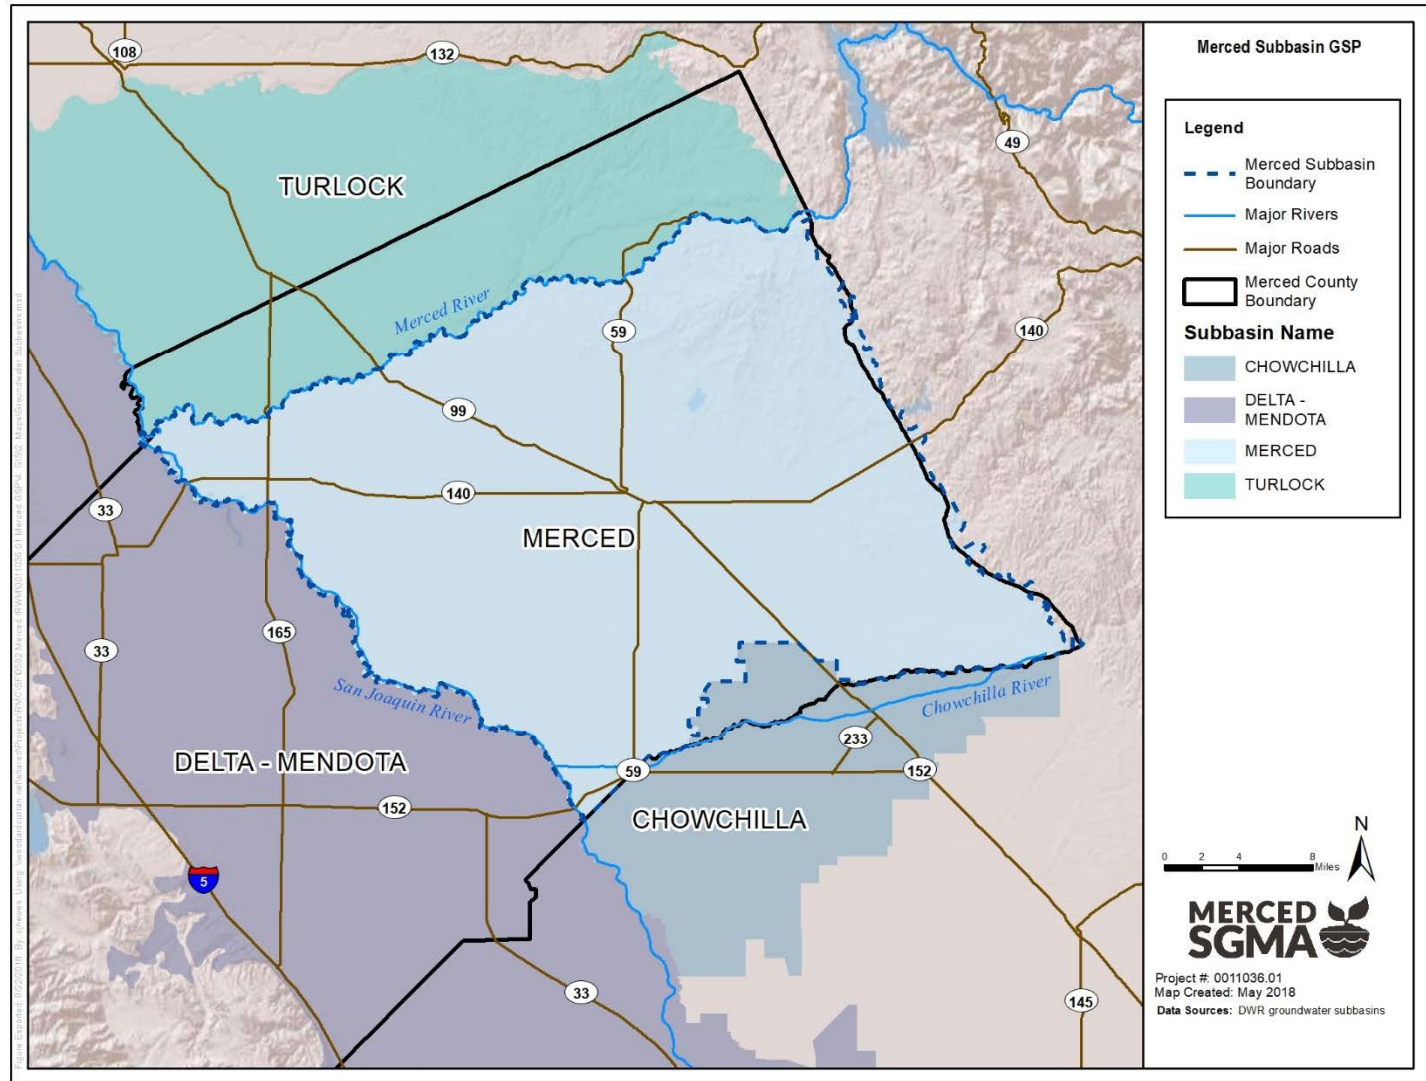 Merced Subbasin GSP
Legend
Merced Subbasin
Boundary
Major Rivers
Major Roads
Merced County
Boundary
Subbasin Name
CHOWCHILLA
DELTA -
MENDOTA
MERCED
TURLOCK
108
132
49
TURLOCK
Merced River
59
140
99
140
33
MERCED
165
33
San Joaquin River
Chowchilla River
233
DELTA - MENDOTA
59
152
152
CHOWCHILLA
5
33
145
N
0 2 4 8
Miles
MERCED
SGMA
Project #: 0011036.01
Map Created: May 2018
Data Sources: DWR groundwater subbasins